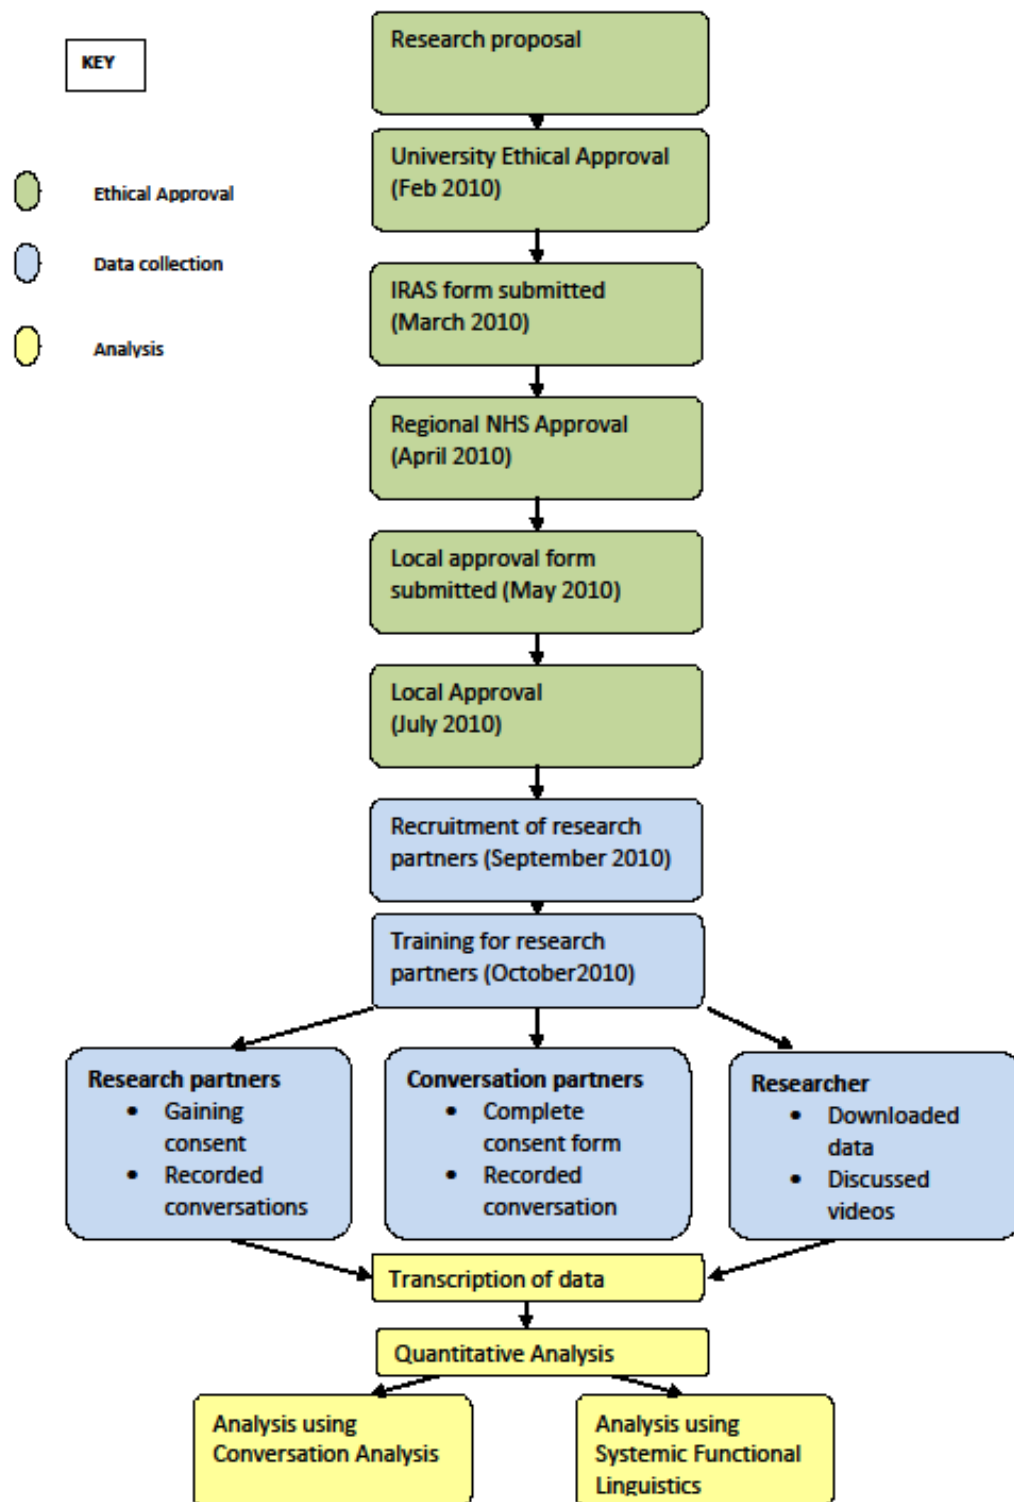 KEY
Ethical Approval
Data collection
Analysis
Research proposal
University Ethical Approval
(Feb 2010)
IRAS form submitted
(March 2010)
Regional NHS Approval
(April 2010)
Local approval form
submitted (May 2010)
Local Approval
(July 2010)
Recruitment of research
partners (September 2010)
Training for research
partners (October2010)
Research partners
• Gaining
consent
• Recorded
conversations
Conversation partners
• Complete
consent form
• Recorded
conversation
Researcher
• Downloaded
data
• Discussed
videos
Transcription of data
Quantitative Analysis
Analysis using
Conversation Analysis
Analysis using
Systemic Functional
Linguistics